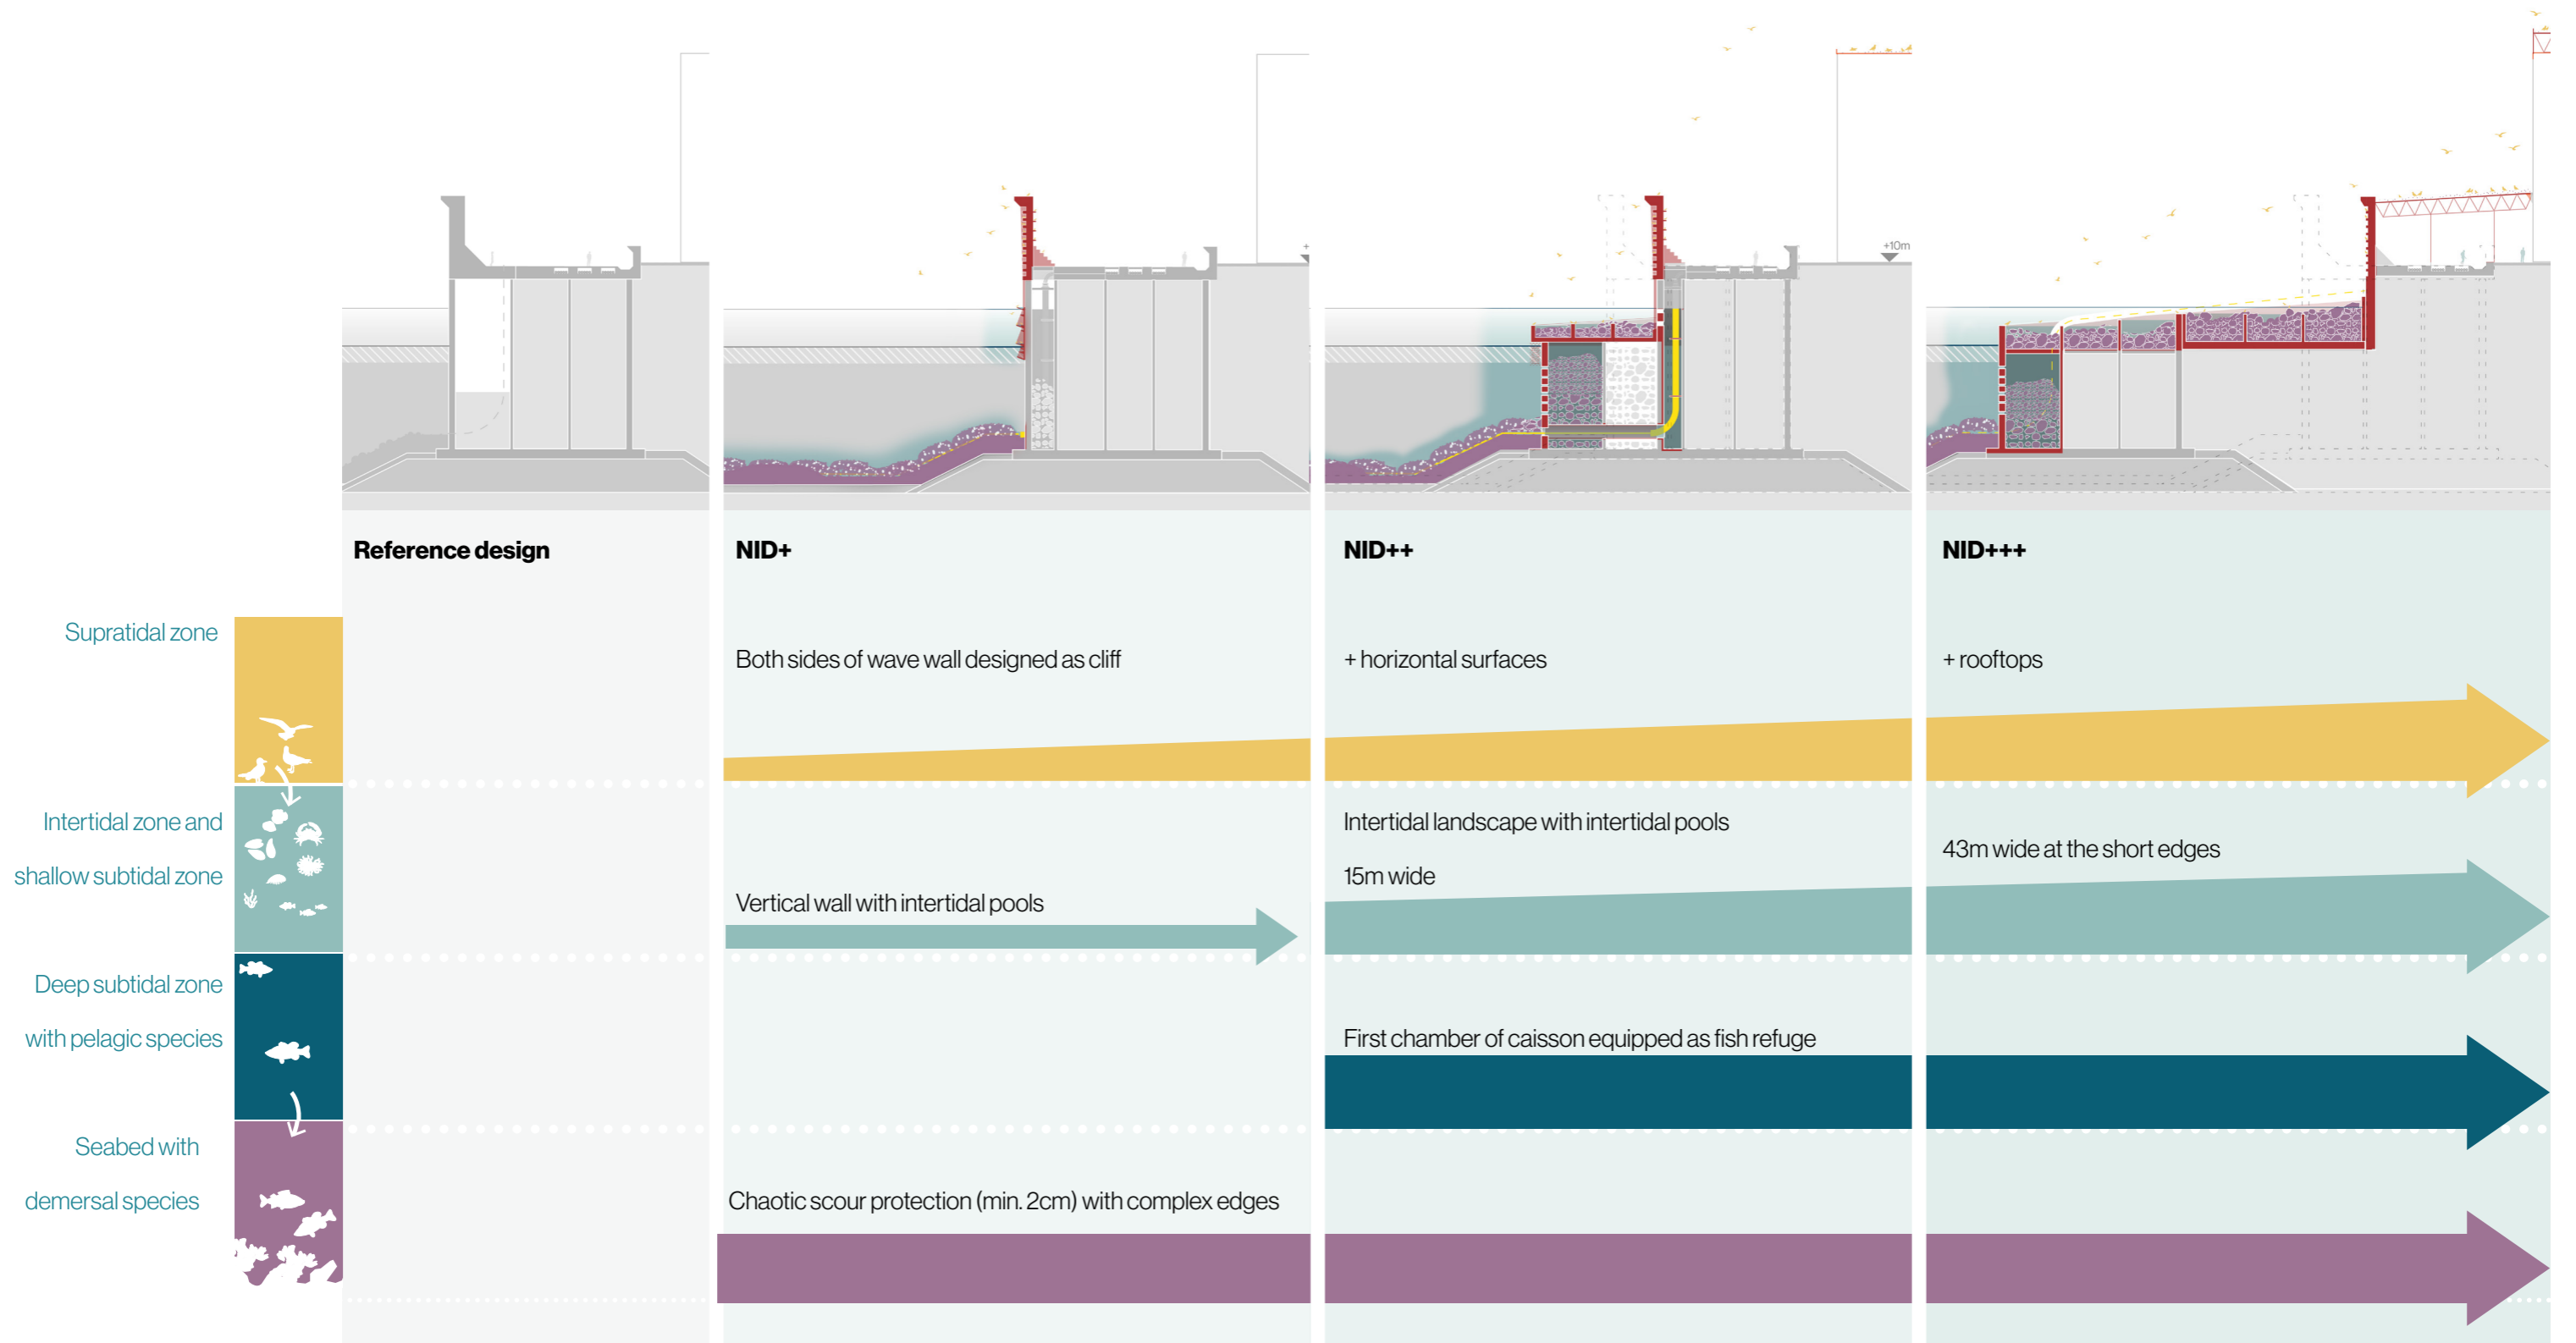 +
+10m
Reference design
NID+
NID++
NID+++
Supratidal zone
Both sides of wave wall designed as cliff
+ horizontal surfaces
+ rooftops
Intertidal zone and
shallow subtidal zone
Vertical wall with intertidal pools
Intertidal landscape with intertidal pools
15m wide
43m wide at the short edges
Deep subtidal zone
with pelagic species
First chamber of caisson equipped as fish refuge
Seabed with
demersal species
Chaotic scour protection (min. 2cm) with complex edges